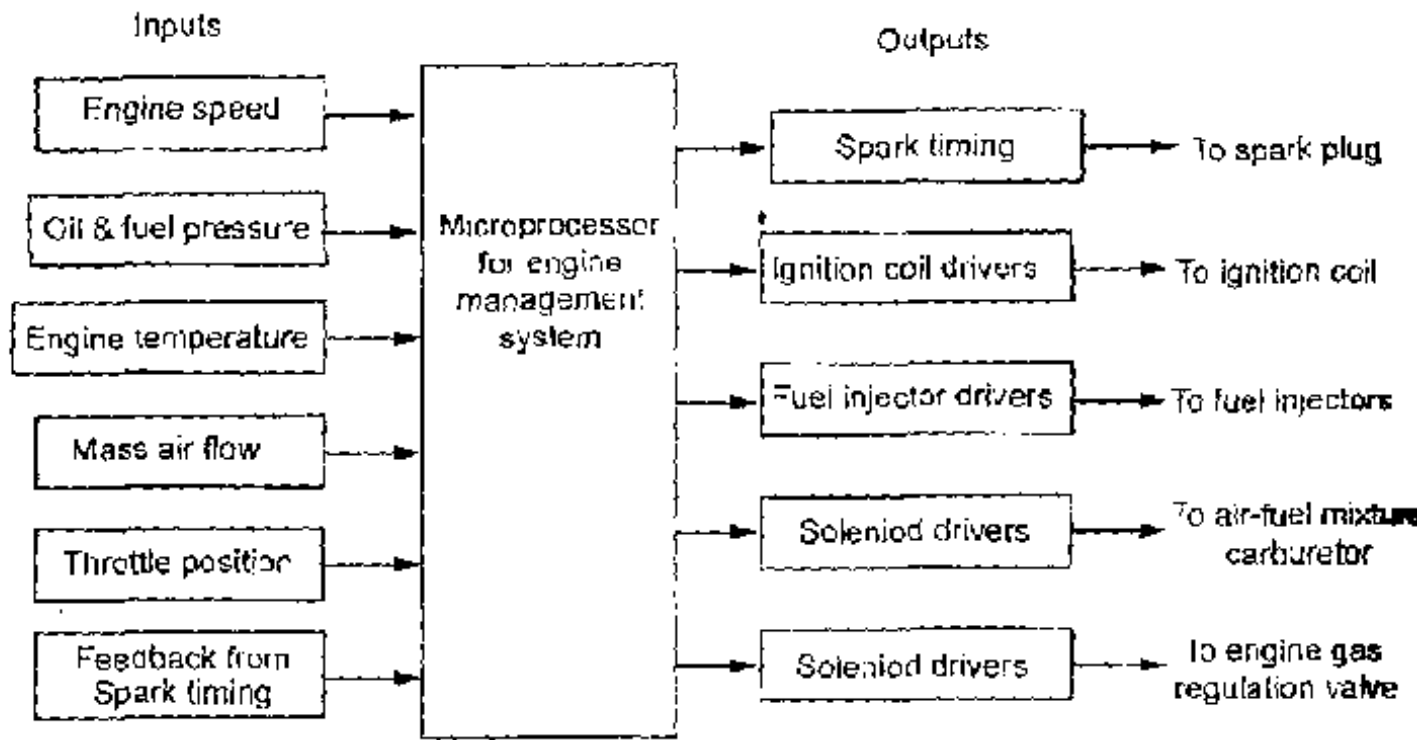 Inputs
Outputs
Engine speed
Oil & fuel pressure
Engine temperature
Mass air flow
Throttle position
Feedback from
Spark timing
Microprocessor
for engine
management
system
Spark timing
To spark plug
Ignition coil drivers
To ignition coil
Fuel injector drivers
To fuel injectors
Soleniod drivers
To air-fuel mixture
carburetor
Soleniod drivers
To engine gas
regulation valve